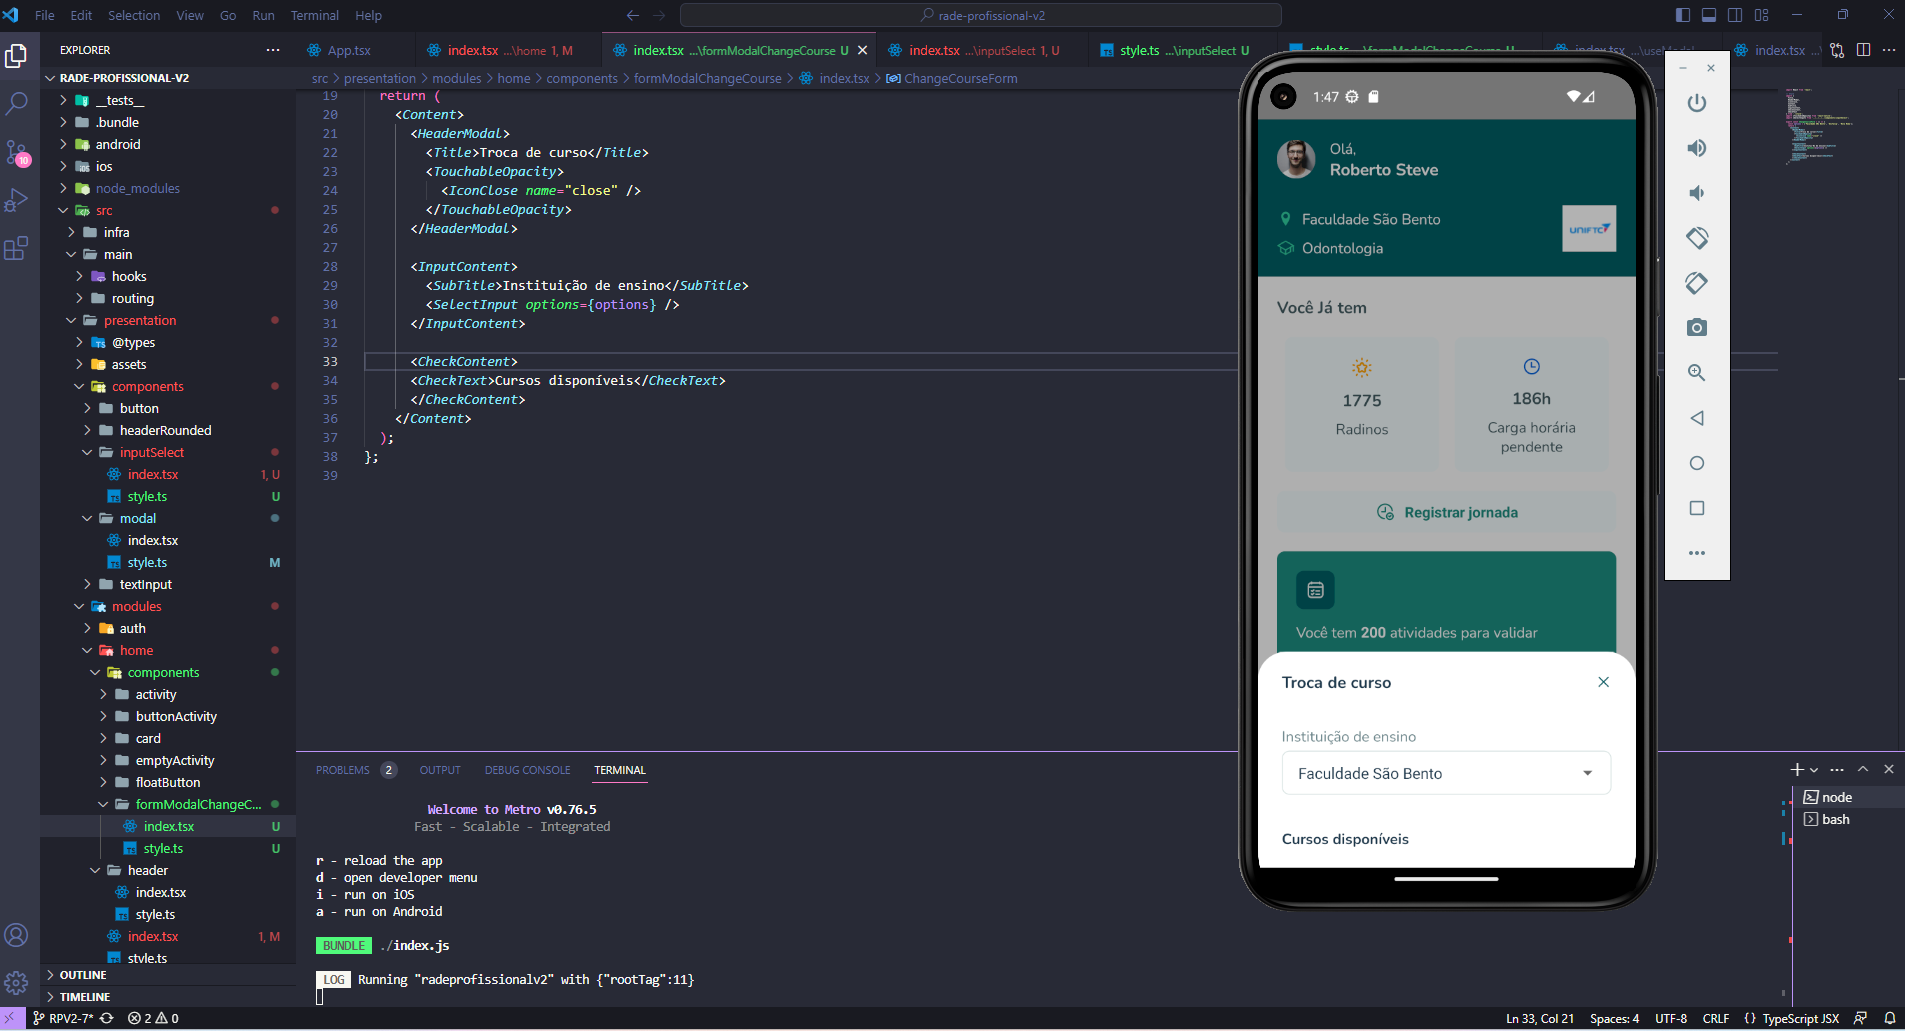 File Edit Selection View Go Run Terminal Help
rade-profissional-v2
EXPLORER
App.tsx
index.tsx ...\home 1, M
index.tsx ...\formModalChangeCourse U
index.tsx ...\inputSelect 1, U
style.ts ...\inputSelect U
index.tsx ...
src > presentation > modules > home > components > formModalChangeCourse > index.tsx > ChangeCourseForm
RADE-PROFISSIONAL-V2
__tests__
.bundle
android
ios
node_modules
src
infra
main
hooks
routing
presentation
@types
assets
components
button
headerRounded
inputSelect
index.tsx 1, U
style.ts U
modal
index.tsx
style.ts M
textInput
modules
auth
home
components
activity
buttonActivity
card
emptyActivity
floatButton
formModalChangeC...
index.tsx U
style.ts U
header
index.tsx
style.ts
index.tsx 1, M
style.ts
OUTLINE
TIMELINE
10
19 return (
20 <Content>
21 <HeaderModal>
22 <Title>Troca de curso</Title>
23 <TouchableOpacity>
24 <IconClose name="close" />
25 </TouchableOpacity>
26 </HeaderModal>
27
28 <InputContent>
29 <SubTitle>Instituição de ensino</SubTitle>
30 <SelectInput options={options} />
31 </InputContent>
32
33 <CheckContent>
34 <CheckText>Cursos disponíveis</CheckText>
35 </CheckContent>
36 </Content>
37 );
38 };
39
PROBLEMS 2 OUTPUT DEBUG CONSOLE TERMINAL
Welcome to Metro v0.76.5
Fast - Scalable - Integrated
r - reload the app
d - open developer menu
i - run on iOS
a - run on Android
BUNDLE ./index.js
LOG Running "radeprofissionalv2" with {"rootTag":11}
node
bash
1:47
Olá,
Roberto Steve
Faculdade São Bento
Odontologia
UNIFTC
Você Já tem
1775
Radinos
186h
Carga horária
pendente
Registrar jornada
Você tem 200 atividades para validar
Troca de curso
Instituição de ensino
Faculdade São Bento
Cursos disponíveis
RPV2-7* 2 0
Ln 33, Col 21 Spaces: 4 UTF-8 CRLF {} TypeScript JSX